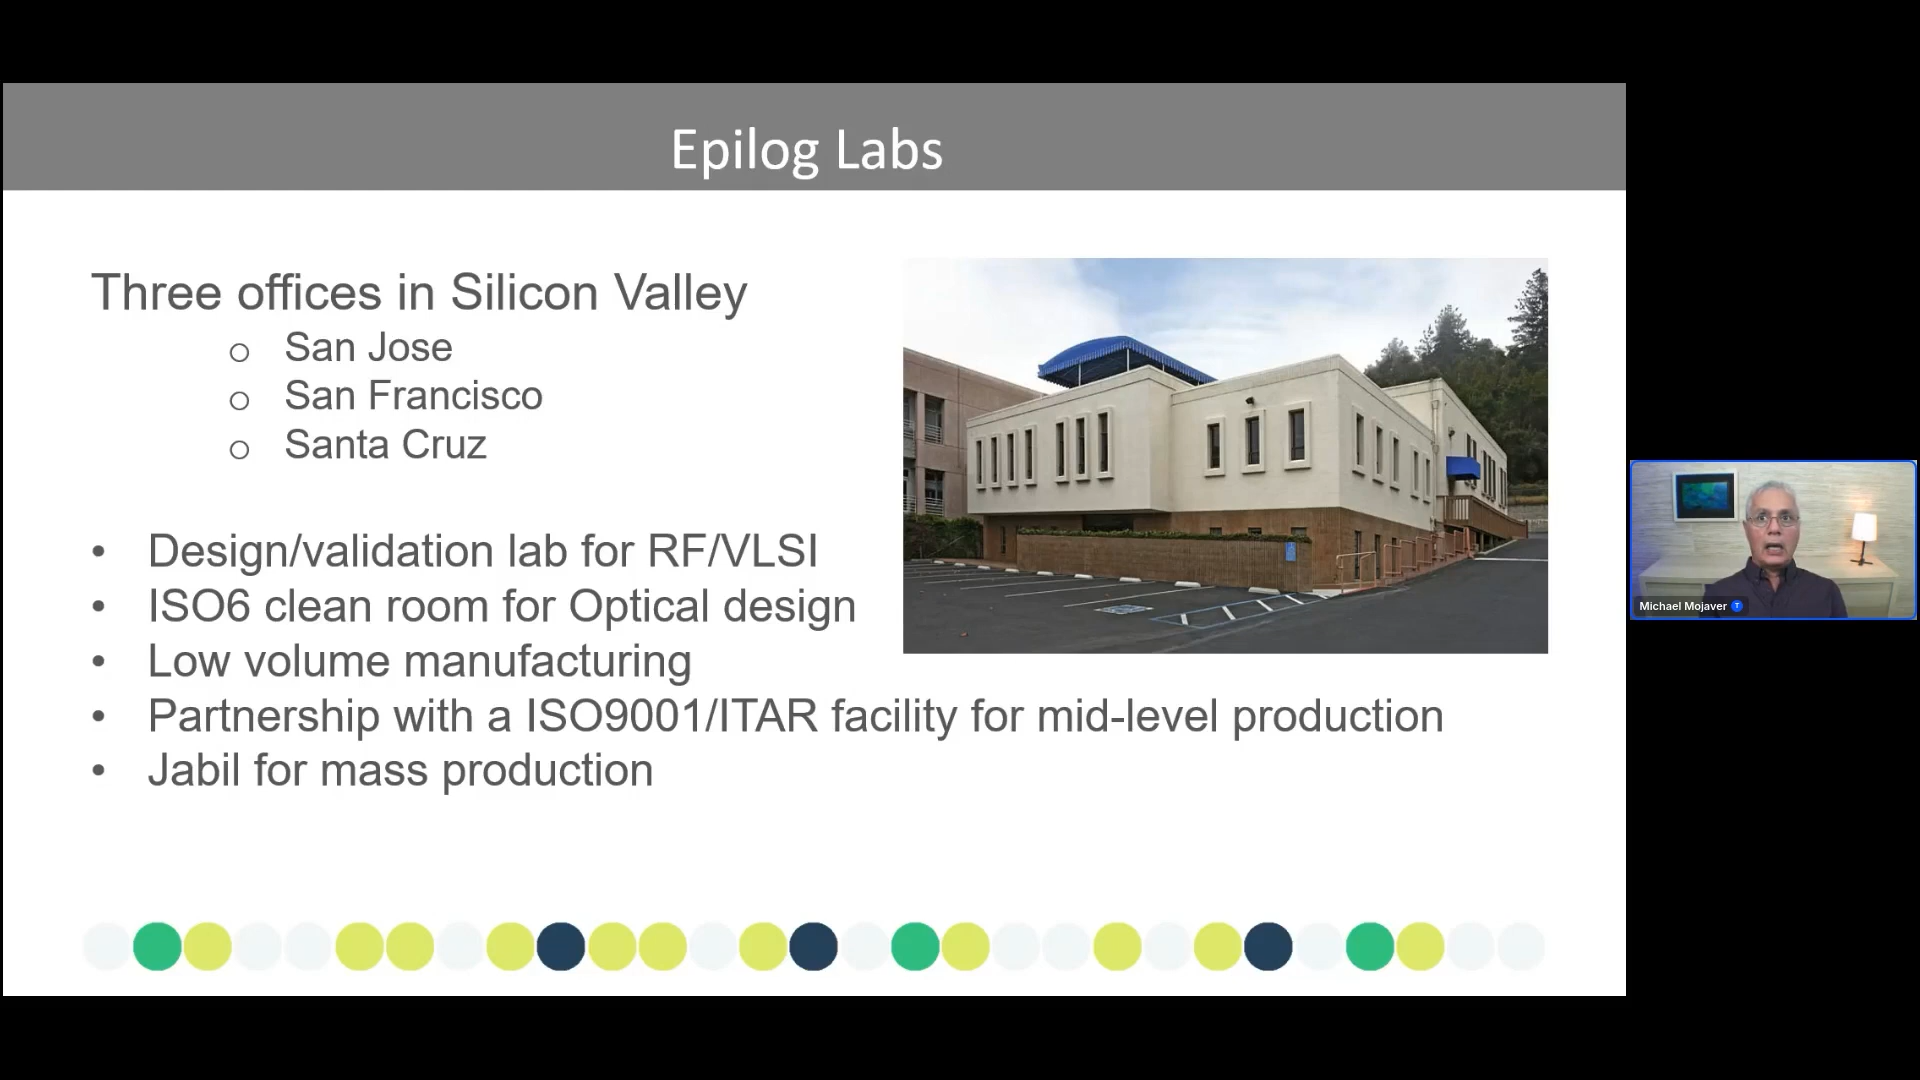 Epilog Labs
Three offices in Silicon Valley
o San Jose
o San Francisco
o Santa Cruz
• Design/validation lab for RF/VLSI
• ISO6 clean room for Optical design
• Low volume manufacturing
• Partnership with a ISO9001/ITAR facility for mid-level production
• Jabil for mass production
Michael Mojaver T